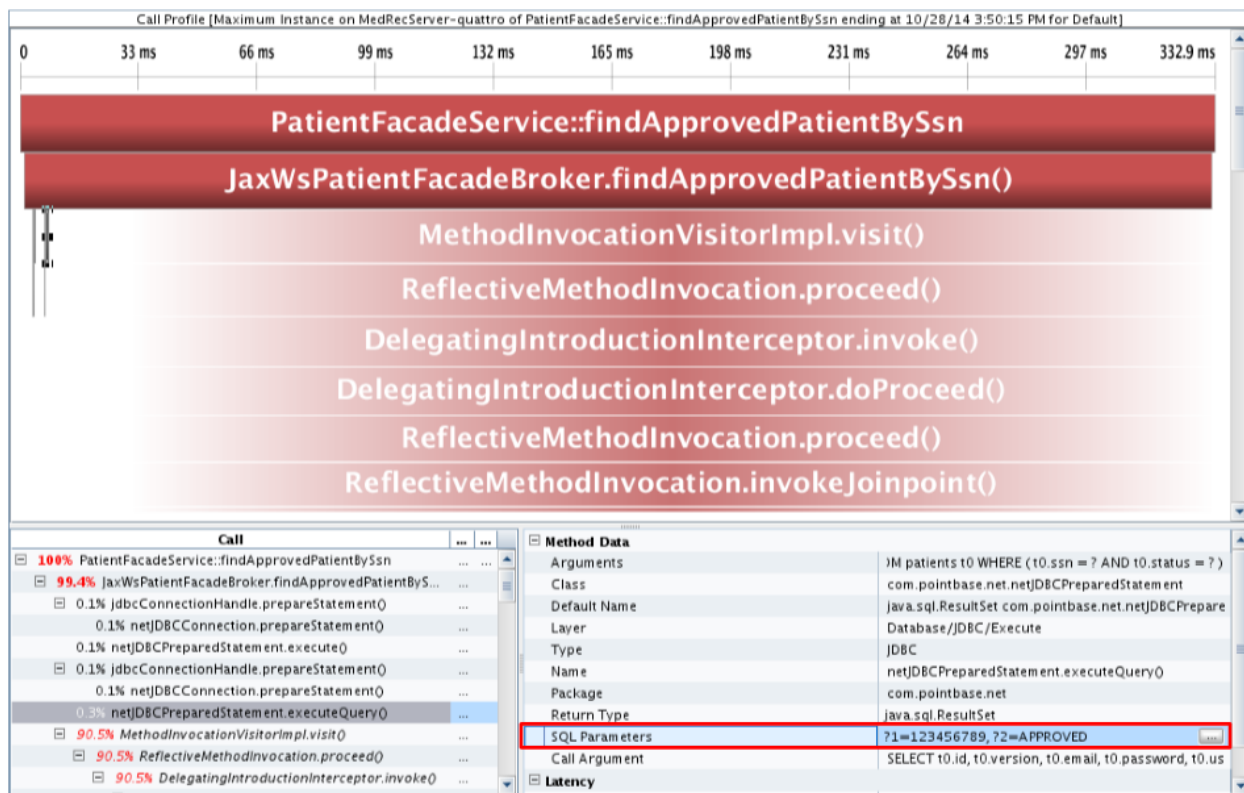 Call Profile [Maximum Instance on MedRecServer-quattro of PatientFacadeService::findApprovedPatientBySsn ending at 10/28/14 3:50:15 PM for Default]
0 33 ms 66 ms 99 ms 132 ms 165 ms 198 ms 231 ms 264 ms 297 ms 332.9 ms
PatientFacadeService::findApprovedPatientBySsn
JaxWsPatientFacadeBroker.findApprovedPatientBySsn()
MethodInvocationVisitorImpl.visit()
ReflectiveMethodInvocation.proceed()
DelegatingIntroductionInterceptor.invoke()
DelegatingIntroductionInterceptor.doProceed()
ReflectiveMethodInvocation.proceed()
ReflectiveMethodInvocation.invokeJoinpoint()
Call ... ...
100% PatientFacadeService::findApprovedPatientBySsn ... ...
99.4% JaxWsPatientFacadeBroker.findApprovedPatientByS... ...
0.1% jdbcConnectionHandle.prepareStatement() ...
0.1% netJDBCConnection.prepareStatement() ...
0.1% netJDBCPreparedStatement.execute() ...
0.1% jdbcConnectionHandle.prepareStatement() ...
0.1% netJDBCConnection.prepareStatement() ...
0.3% netJDBCPreparedStatement.executeQuery() ...
90.5% MethodInvocationVisitorImpl.visit() ...
90.5% ReflectiveMethodInvocation.proceed() ...
90.5% DelegatingIntroductionInterceptor.invoke() ...
Method Data
Arguments )M patients t0 WHERE (t0.ssn = ? AND t0.status = ? )
Class com.pointbase.net.netJDBCPreparedStatement
Default Name java.sql.ResultSet com.pointbase.net.netJDBCPrepare
Layer Database/JDBC/Execute
Type JDBC
Name netJDBCPreparedStatement.executeQuery()
Package com.pointbase.net
Return Type java.sql.ResultSet
SQL Parameters ?1=123456789, ?2=APPROVED ...
Call Argument SELECT t0.id, t0.version, t0.email, t0.password, t0.us
Latency